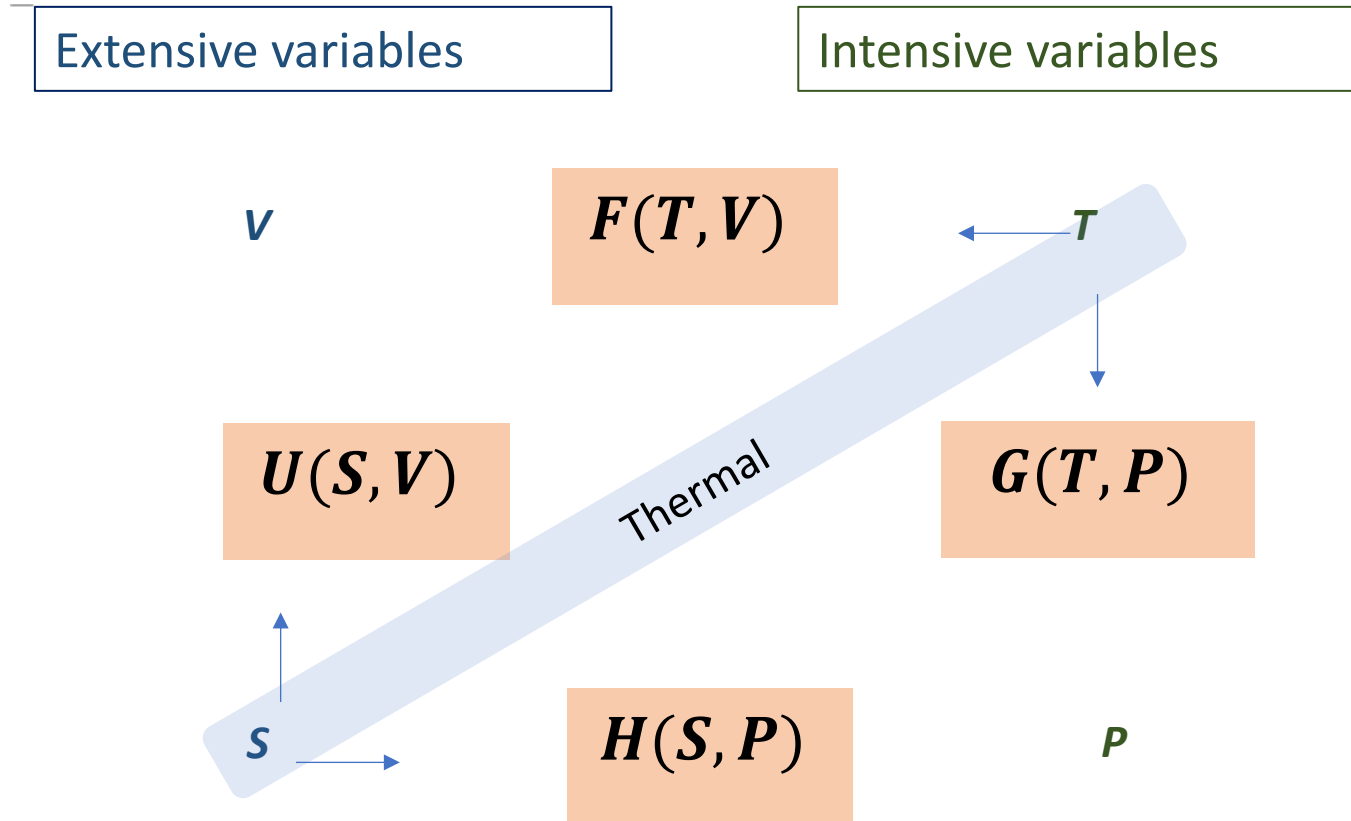 Extensive variables
Intensive variables
V
F(T, V)
T
U(S, V)
Thermal
G(T, P)
S
H(S, P)
P